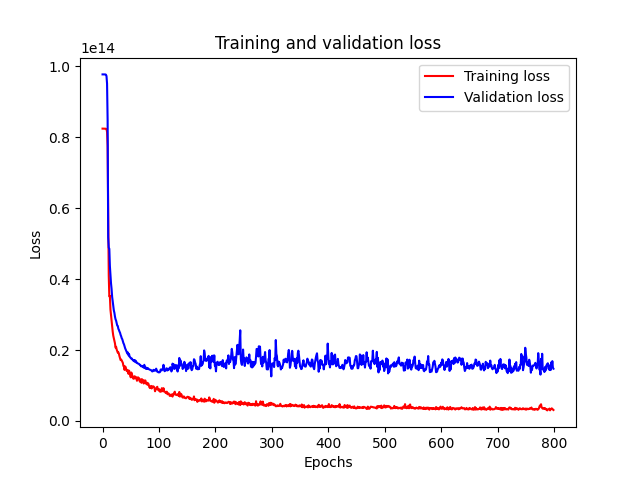 Training and validation loss
1e14
Training loss
Validation loss
1.0
0.8
0.6
0.4
0.2
0.0
Loss
0 100 200 300 400 500 600 700 800
Epochs